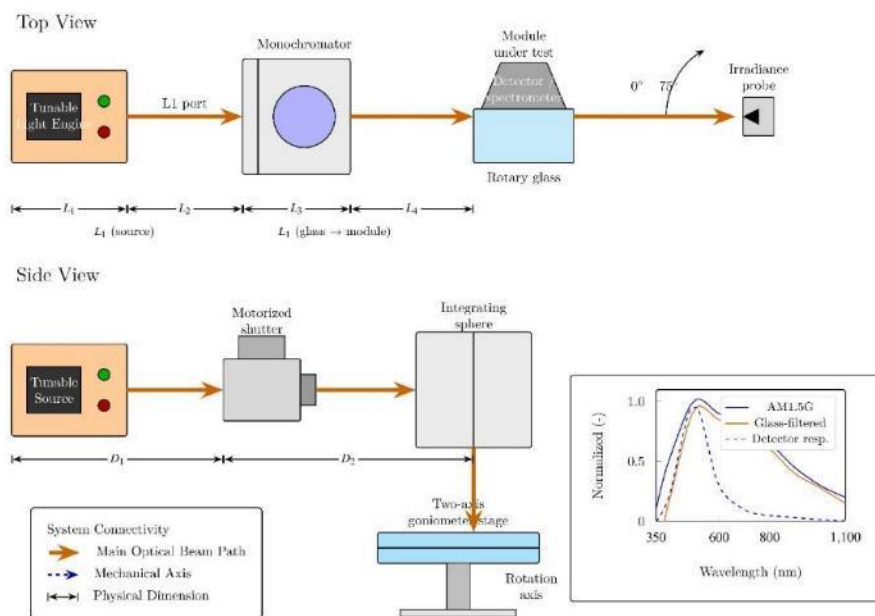 Top View
Monochromator
Module
under test
Tunable
Light Engine
L1 port
Detector /
spectrometer
0° 75°
Irradiance
probe
Rotary glass
L₁ L₂ L₃ L₄
L₁ (source)
L₁ (glass → module)
Side View
Motorized
shutter
Integrating
sphere
Tunable
Source
D₁ D₂
Two-axis
goniometer stage
Rotation
axis
System Connectivity
Main Optical Beam Path
Mechanical Axis
Physical Dimension
Normalized (-)
1.0
0.5
0
AM1.5G
Glass-filtered
Detector resp.
350 600 800 1,100
Wavelength (nm)